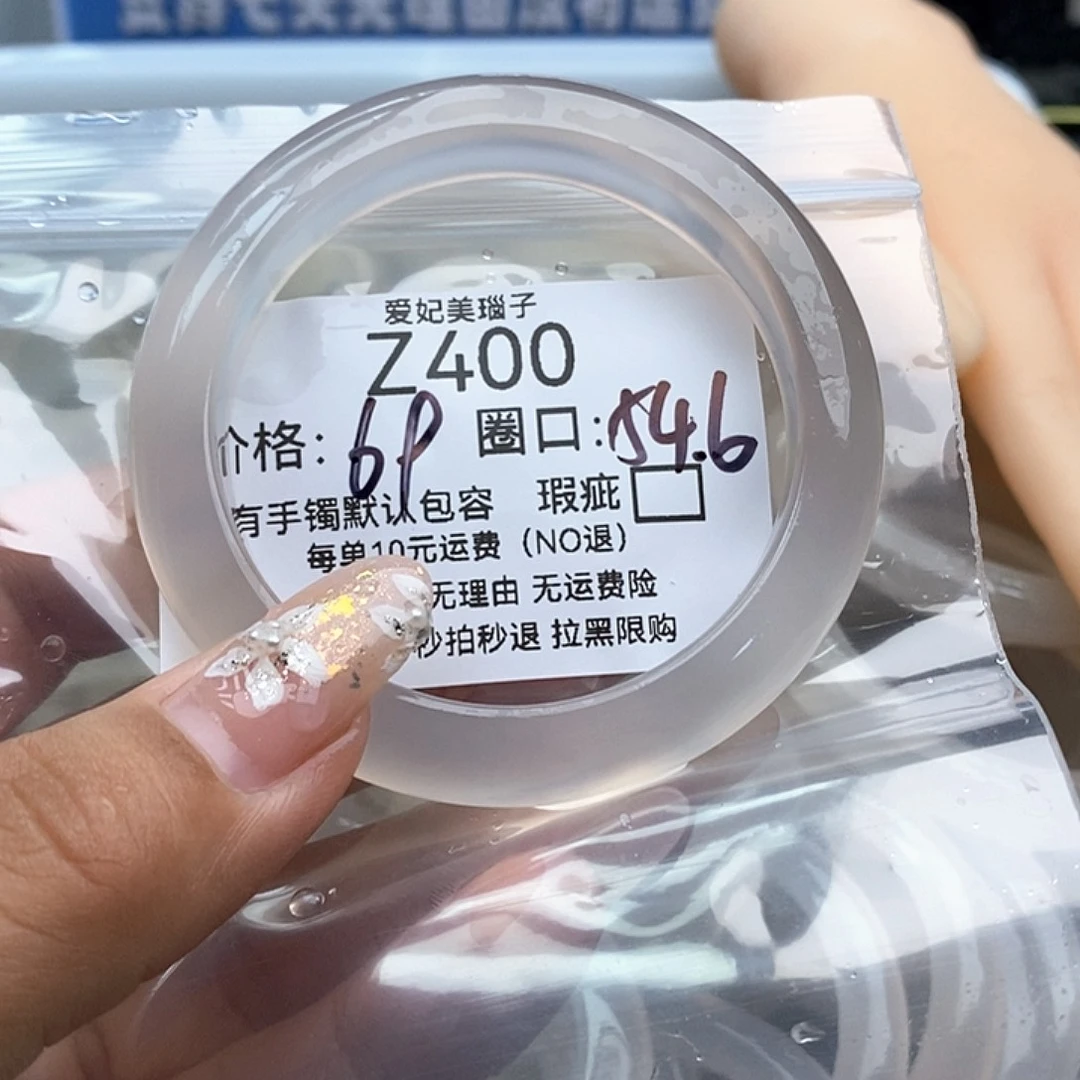 爱妃美瑙子
Z400
价格：6P 圈口：54.6
有手镯默认包容 瑕疵
每单10元运费（NO退）
无理由 无运费险
秒拍秒退 拉黑限购